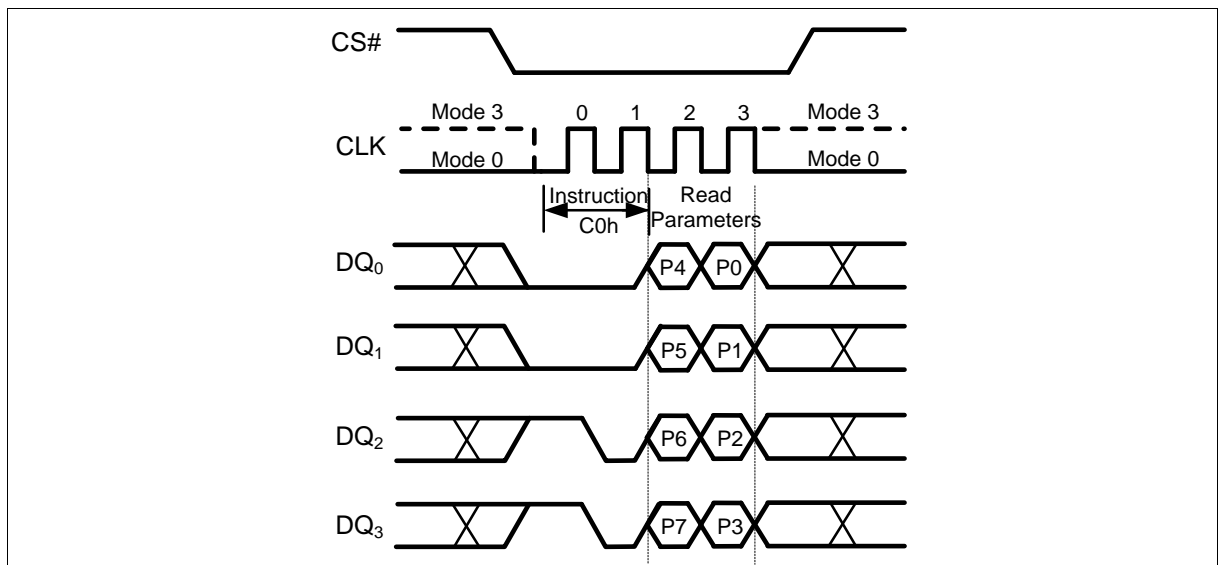 CS#
Mode 3 0 1 2 3 Mode 3
CLK
Mode 0 Mode 0
Instruction Read
C0h Parameters
DQ0 P4 P0
DQ1 P5 P1
DQ2 P6 P2
DQ3 P7 P3